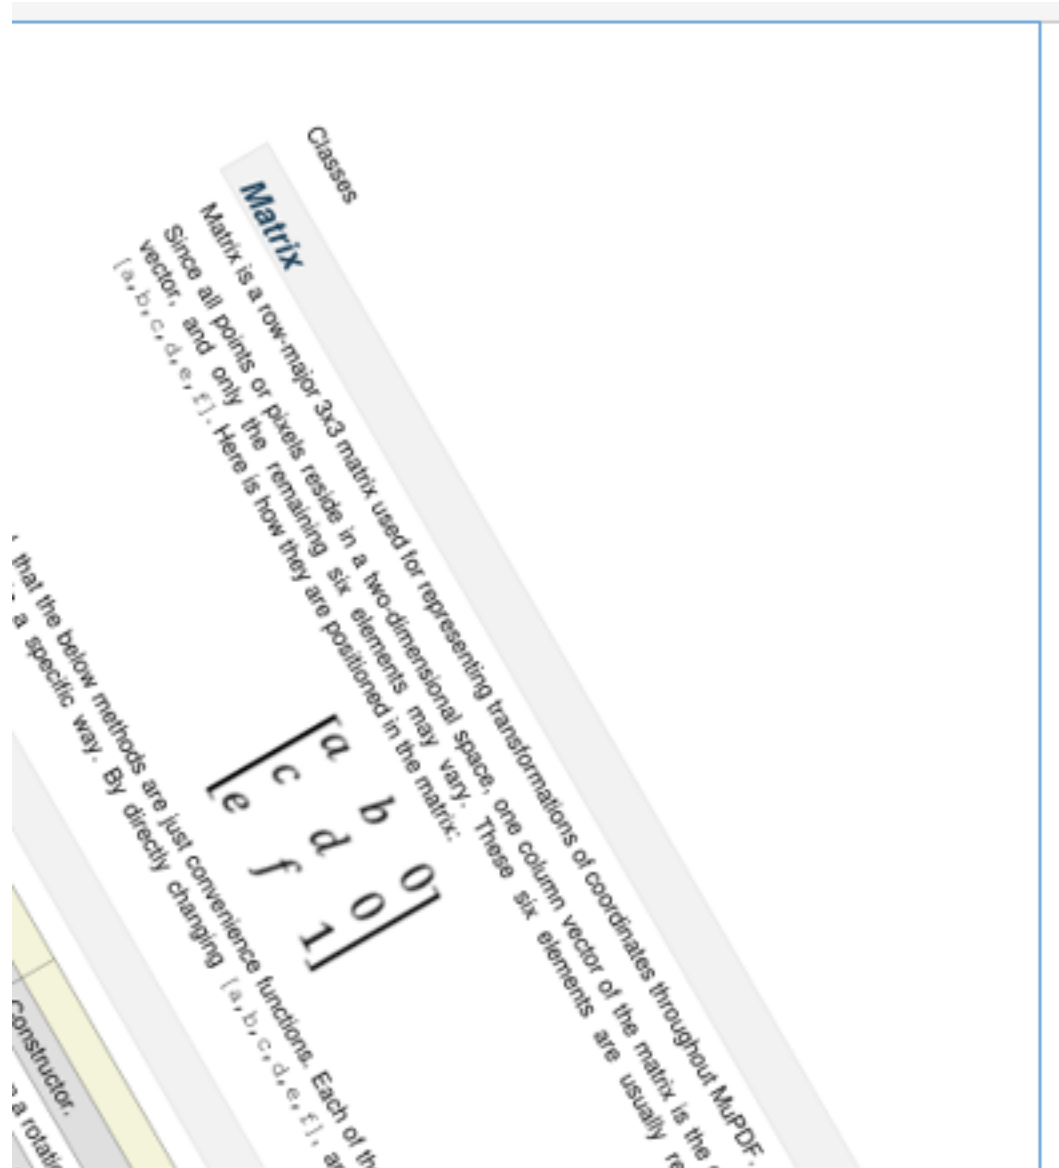 Classes
Matrix
Matrix is a row-major 3x3 matrix used for representing transformations of coordinates throughout MuPDF.
Since all points or pixels reside in a two-dimensional space, one column vector of the matrix is the
vector, and only the remaining six elements may vary. These six elements are usually
[a,b,c,d,e,f]. Here is how they are positioned in the matrix:
a b 0
c d 0
e f 1
that the below methods are just convenience functions. Each of
a specific way. By directly changing [a,b,c,d,e,f],
Constructor.
a